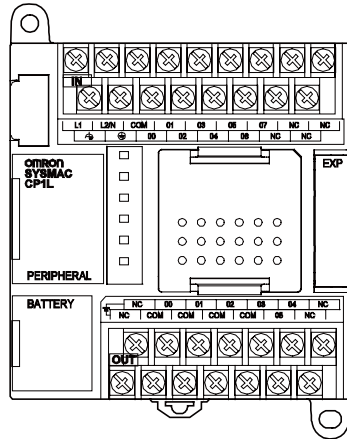 IN
L1 L2/N COM 01 03 05 07 NC NC
00 02 04 06 NC NC
OMRON
SYSMAC
CP1L
EXP
PERIPHERAL
BATTERY
NC 00 01 02 03 04 NC
NC COM COM COM COM 05 NC
OUT